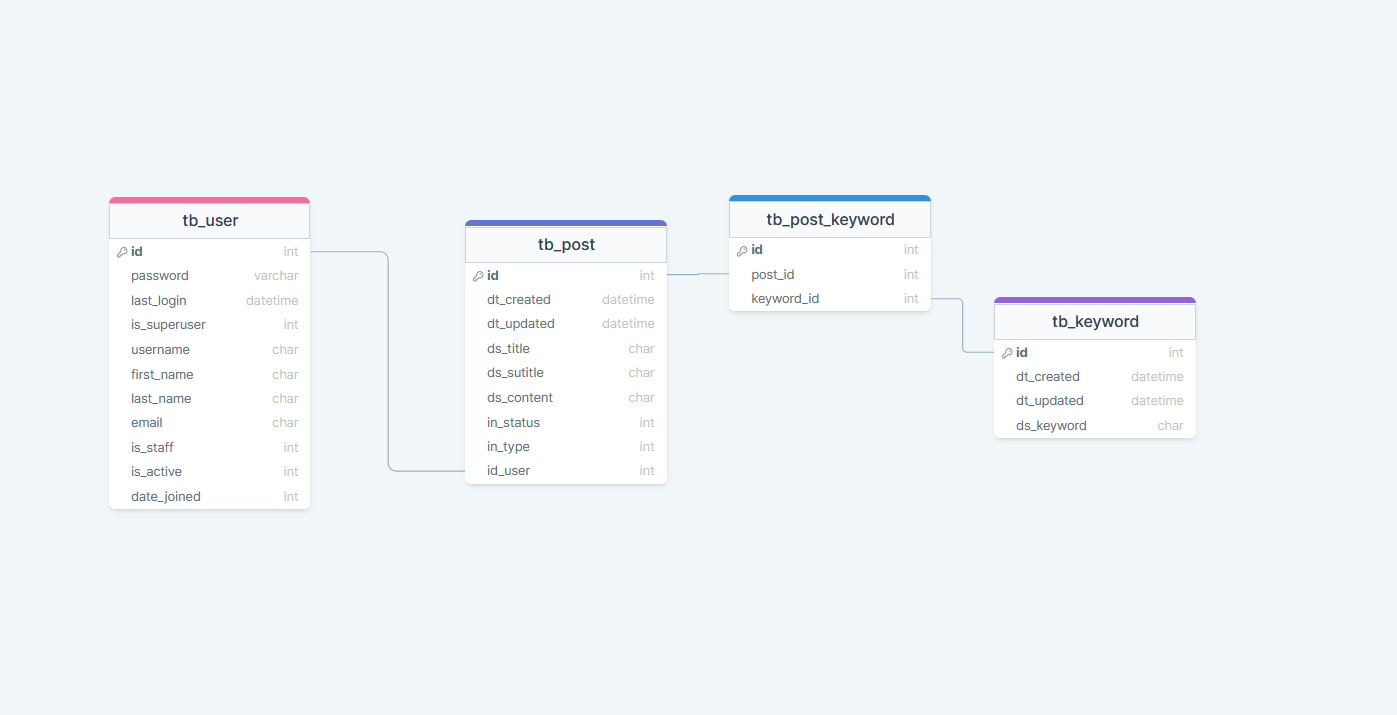 tb_user
id int
password varchar
last_login datetime
is_superuser int
username char
first_name char
last_name char
email char
is_staff int
is_active int
date_joined int
tb_post
id int
dt_created datetime
dt_updated datetime
ds_title char
ds_sutitle char
ds_content char
in_status int
in_type int
id_user int
tb_post_keyword
id int
post_id int
keyword_id int
tb_keyword
id int
dt_created datetime
dt_updated datetime
ds_keyword char